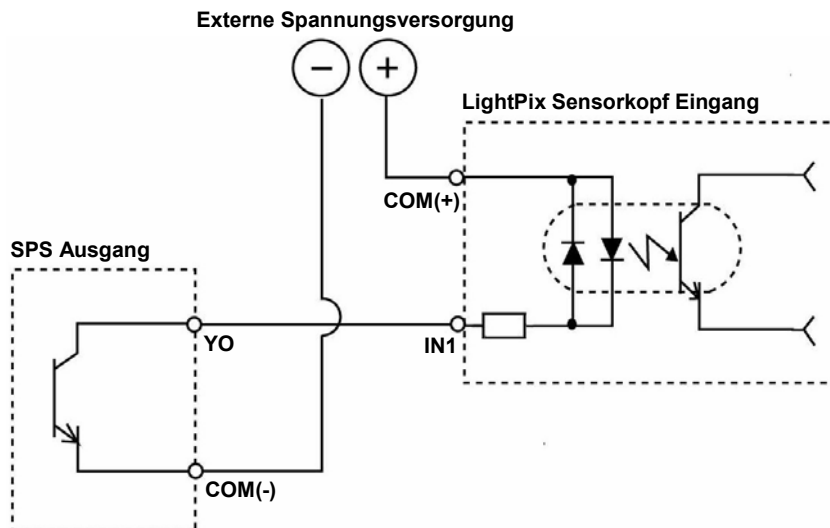 Externe Spannungsversorgung
−
+
LightPix Sensorkopf Eingang
COM(+)
SPS Ausgang
YO
IN1
COM(-)